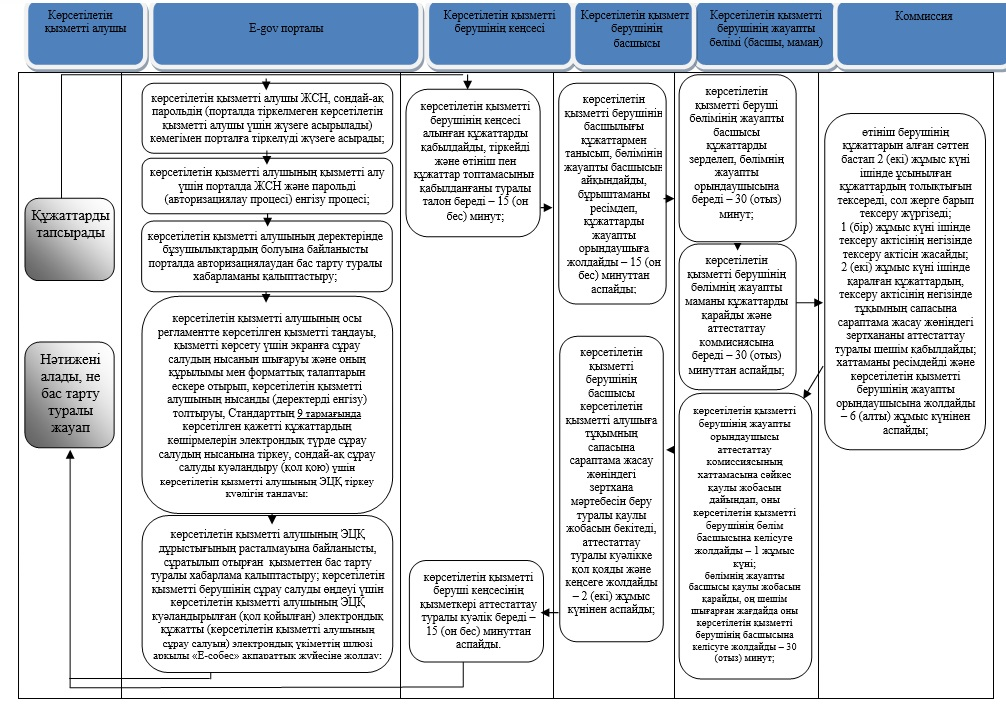 Көрсетілетін
қызметті алушы
E-gov порталы
Көрсетілетін қызметті
берушінің кеңсесі
Көрсетілетін қызмет
берушінің
басшысы
Көрсетілетін қызметті
берушінің жауапты
бөлімі (басшы, маман)
Коммиссия
Құжаттарды
тапсырады
Нәтижені
алады, не
бас тарту
туралы
жауап
көрсетілетін қызметті алушы ЖСН, сондай-ақ
парольдің (порталда тіркелмеген көрсетілетін
қызметті алушы үшін жүзеге асырылады)
көмегімен порталға тіркелуді жүзеге асырады;
көрсетілетін қызметті алушының қызметті алу
үшін порталда ЖСН және парольді
(авторизациялау процесі) енгізу процесі;
көрсетілетін қызметті алушының деректерінде
бұзушылықтардың болуына байланысты
порталда авторизациялаудан бас тарту туралы
хабарламаны қалыптастыру;
көрсетілетін қызметті алушының осы
регламентте көрсетілген қызметті таңдауы,
қызметті көрсету үшін экранға сұрау
салудың нысанын шығаруы және оның
құрылымы мен форматтық талаптарын
ескере отырып, көрсетілетін қызметті
алушының нысанды (деректерді енгізу)
толтыруы, Стандарттың 9 тармағында
көрсетілген қажетті құжаттардың
көшірмелерін электрондық түрде сұрау
салудың нысанына тіркеу, сондай-ақ сұрау
салуды куәландыру (қол қою) үшін
көрсетілетін қызметті алушының ЭЦҚ тіркеу
куәлігін таңдауы;
көрсетілетін қызметті алушының ЭЦҚ
дұрыстығының расталмауына байланысты,
сұратылып отырған қызметтен бас тарту
туралы хабарлама қалыптастыру; көрсетілетін
қызметті берушінің сұрау салуды өңдеуі үшін
көрсетілетін қызметті алушының ЭЦҚ
куәландырылған (қол қойылған) электрондық
құжатты (көрсетілетін қызметті алушының
сұрау салуын) электрондық үкіметтің шлюзі
арқылы «Е-собес» ақпараттық жүйесіне жолдау;
көрсетілетін қызметті
берушінің кеңсесі
алынған құжаттарды
қабылдайды, тіркейді
және өтініш пен
құжаттар топтамасының
қабылданғаны туралы
талон береді – 15 (он
бес) минут;
көрсетілетін қызметті
беруші кеңсесінің
қызметкері аттестаттау
туралы куәлік береді –
15 (он бес) минуттан
аспайды.
көрсетілетін
қызметті берушінің
басшылығы
құжаттармен
танысып, бөлімінің
жауапты басшысын
айқындайды,
бұрыштаманы
ресімдеп,
құжаттарды
жауапты
орындаушыға
жолдайды – 15 (он
бес) минуттан
аспайды;
көрсетілетін
қызметті
берушінің
басшысы
көрсетілетін
қызметті алушыға
тұқымның
сапасына
сараптама жасау
жөніндегі
зертхана
мәртебесін беру
туралы қаулы
жобасын бекітеді,
аттестаттау
туралы куәлікке
қол қояды және
кеңсеге жолдайды
– 2 (екі) жұмыс
күнінен аспайды;
көрсетілетін
қызметті беруші
бөлімінің жауапты
басшысы
құжаттарды
зерделеп, бөлімнің
жауапты
орындаушысына
береді – 30 (отыз)
минут;
көрсетілетін
қызметті берушінің
бөлімнің жауапты
маманы құжаттарды
қарайды және
аттестаттау
коммиясиясына
береді – 30 (отыз)
минуттан аспайды;
көрсетілетін қызметті
берушінің жауапты
орындаушысы
аттестаттау
комиссиясының
хаттамасына сәйкес
қаулы жобасын
дайындап, оны
көрсетілетін қызметті
берушінің бөлім
басшысына келісуге
жолдайды – 1 жұмыс
күні;
бөлімнің жауапты
басшысы қаулы жобасын
қарайды, оң шешім
шығарған жағдайда оны
көрсетілетін қызметті
берушінің басшысына
келісуге жолдайды – 30
(отыз) минут;
өтініш берушінің
құжаттарын алған сәттен
бастап 2 (екі) жұмыс күні
ішінде ұсынылған
құжаттардың толықтығын
тексереді, сол жерге барып
тексеру жүргізеді;
1 (бір) жұмыс күні ішінде
тексеру актісінің негізінде
тексеру актісін жасайды;
2 (екі) жұмыс күні ішінде
қаралған құжаттардың,
тексеру актісінің негізінде
тұқымның сапасына
сараптама жасау жөніндегі
зертхананы аттестаттау
туралы шешім қабылдайды;
хаттаманы ресімдейді және
көрсетілетін қызметті
берушінің жауапты
орындаушысына жолдайды
– 6 (алты) жұмыс күнінен
аспайды;